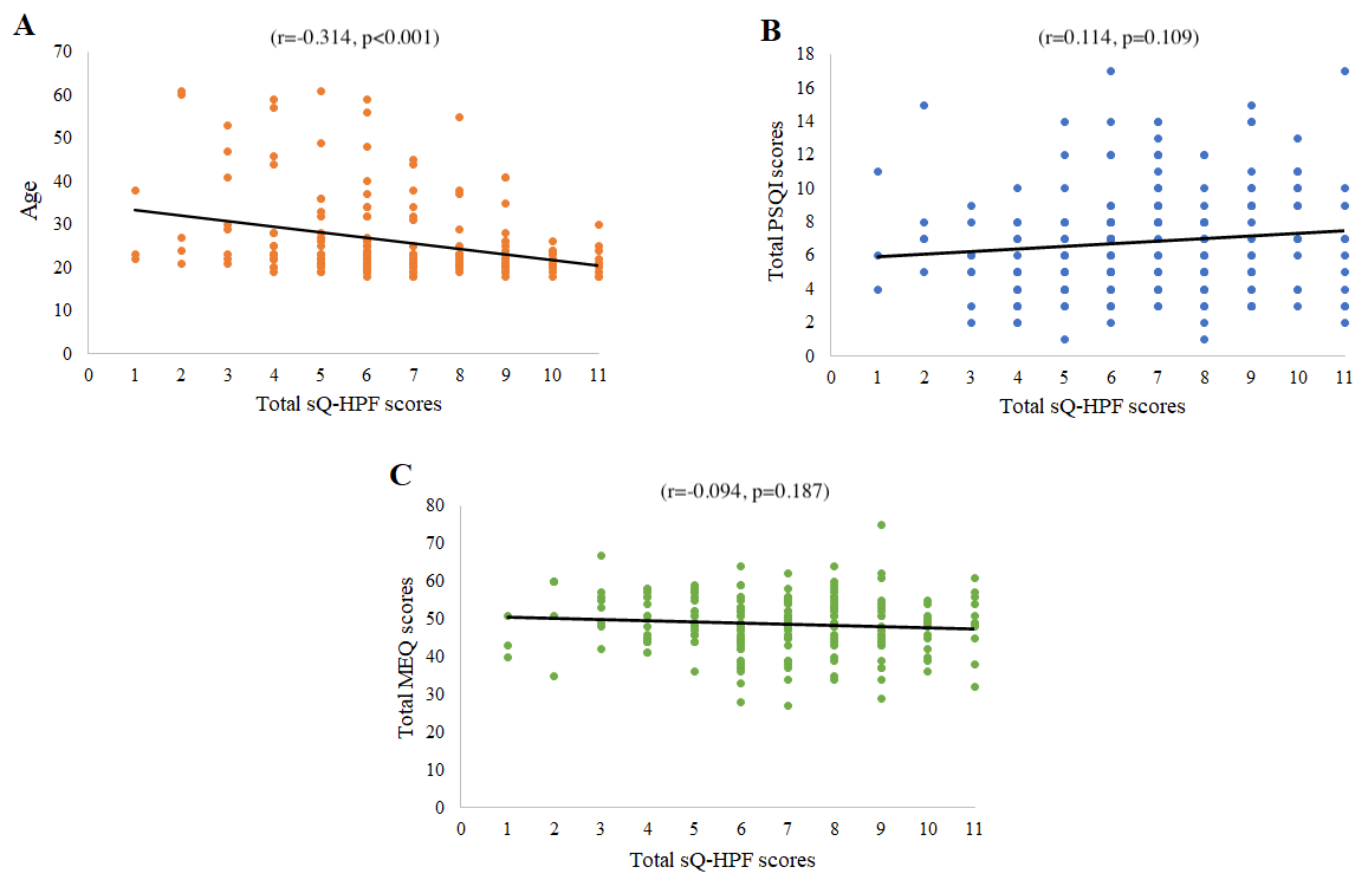 A
(r=-0.314, p<0.001)
70
60
50
40
30
20
10
0
Age
0 1 2 3 4 5 6 7 8 9 10 11
Total sQ-HPF scores
B
(r=0.114, p=0.109)
18
16
14
12
10
8
6
4
2
0
Total PSQI scores
0 1 2 3 4 5 6 7 8 9 10 11
Total sQ-HPF scores
C
(r=-0.094, p=0.187)
80
70
60
50
40
30
20
10
0
Total MEQ scores
0 1 2 3 4 5 6 7 8 9 10 11
Total sQ-HPF scores